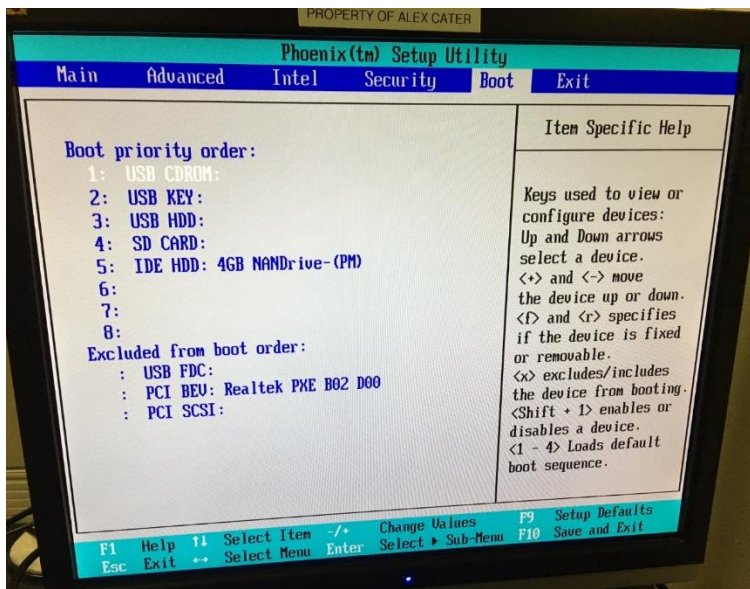 PROPERTY OF ALEX CATER
Phoenix(tm) Setup Utility
Main Advanced Intel Security Boot Exit
Boot priority order:
1: USB CDROM:
2: USB KEY:
3: USB HDD:
4: SD CARD:
5: IDE HDD: 4GB NANDrive-(PM)
6:
7:
8:
Excluded from boot order:
: USB FDC:
: PCI BEV: Realtek PXE B02 D00
: PCI SCSI:
Item Specific Help
Keys used to view or
configure devices:
Up and Down arrows
select a device.
<+> and <-> move
the device up or down.
<f> and <r> specifies
if the device is fixed
or removable.
<x> excludes/includes
the device from booting.
<Shift + 1> enables or
disables a device.
<1 - 4> Loads default
boot sequence.
F1 Help ↑↓ Select Item -/+ Change Values F9 Setup Defaults
Esc Exit ↔ Select Menu Enter Select ▶ Sub-Menu F10 Save and Exit